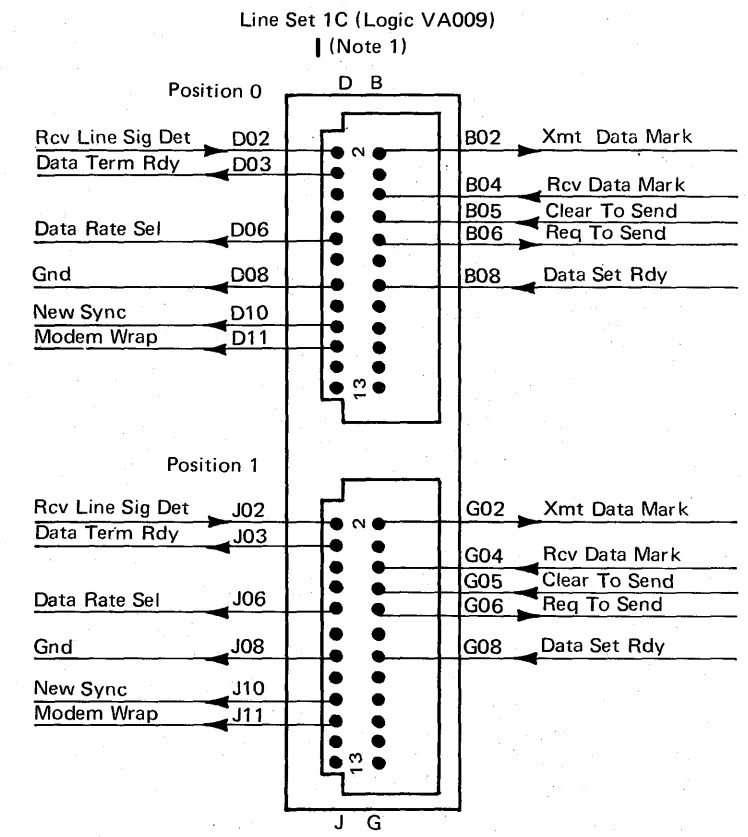 Line Set 1C (Logic VA009)
(Note 1)
Position 0
D B
Rcv Line Sig Det D02
Data Term Rdy D03
Data Rate Sel D06
Gnd D08
New Sync D10
Modem Wrap D11
2
13
B02 Xmt Data Mark
B04 Rcv Data Mark
B05 Clear To Send
B06 Req To Send
B08 Data Set Rdy
Position 1
Rcv Line Sig Det J02
Data Term Rdy J03
Data Rate Sel J06
Gnd J08
New Sync J10
Modem Wrap J11
2
13
G02 Xmt Data Mark
G04 Rcv Data Mark
G05 Clear To Send
G06 Req To Send
G08 Data Set Rdy
J G